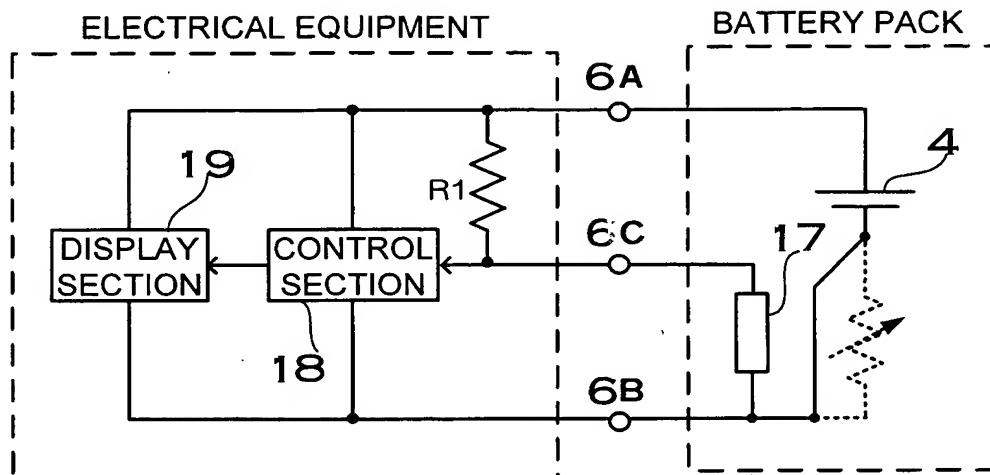 ELECTRICAL EQUIPMENT
BATTERY PACK
6A
4
19
R1
DISPLAY
SECTION
CONTROL
SECTION
6C
17
18
6B